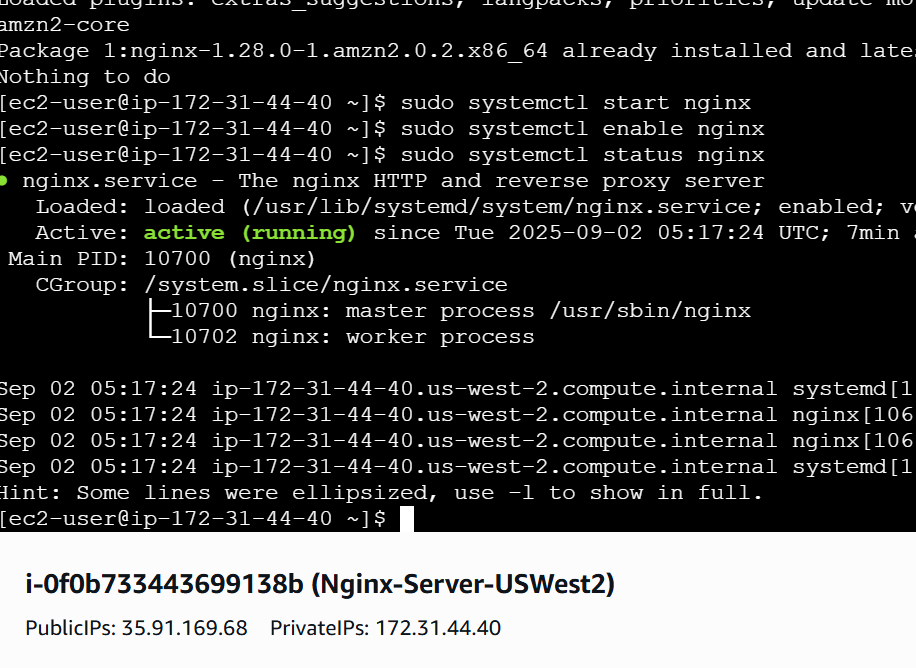 Loaded plugins: extras_suggestions, langpacks, priorities, update-mo
amzn2-core
Package 1:nginx-1.28.0-1.amzn2.0.2.x86_64 already installed and late
Nothing to do
[ec2-user@ip-172-31-44-40 ~]$ sudo systemctl start nginx
[ec2-user@ip-172-31-44-40 ~]$ sudo systemctl enable nginx
[ec2-user@ip-172-31-44-40 ~]$ sudo systemctl status nginx
● nginx.service - The nginx HTTP and reverse proxy server
Loaded: loaded (/usr/lib/systemd/system/nginx.service; enabled; ve
Active: active (running) since Tue 2025-09-02 05:17:24 UTC; 7min a
Main PID: 10700 (nginx)
CGroup: /system.slice/nginx.service
├─10700 nginx: master process /usr/sbin/nginx
└─10702 nginx: worker process
Sep 02 05:17:24 ip-172-31-44-40.us-west-2.compute.internal systemd[1
Sep 02 05:17:24 ip-172-31-44-40.us-west-2.compute.internal nginx[106
Sep 02 05:17:24 ip-172-31-44-40.us-west-2.compute.internal nginx[106
Sep 02 05:17:24 ip-172-31-44-40.us-west-2.compute.internal systemd[1
Hint: Some lines were ellipsized, use -l to show in full.
[ec2-user@ip-172-31-44-40 ~]$
i-0f0b733443699138b (Nginx-Server-USWest2)
PublicIPs: 35.91.169.68 PrivateIPs: 172.31.44.40